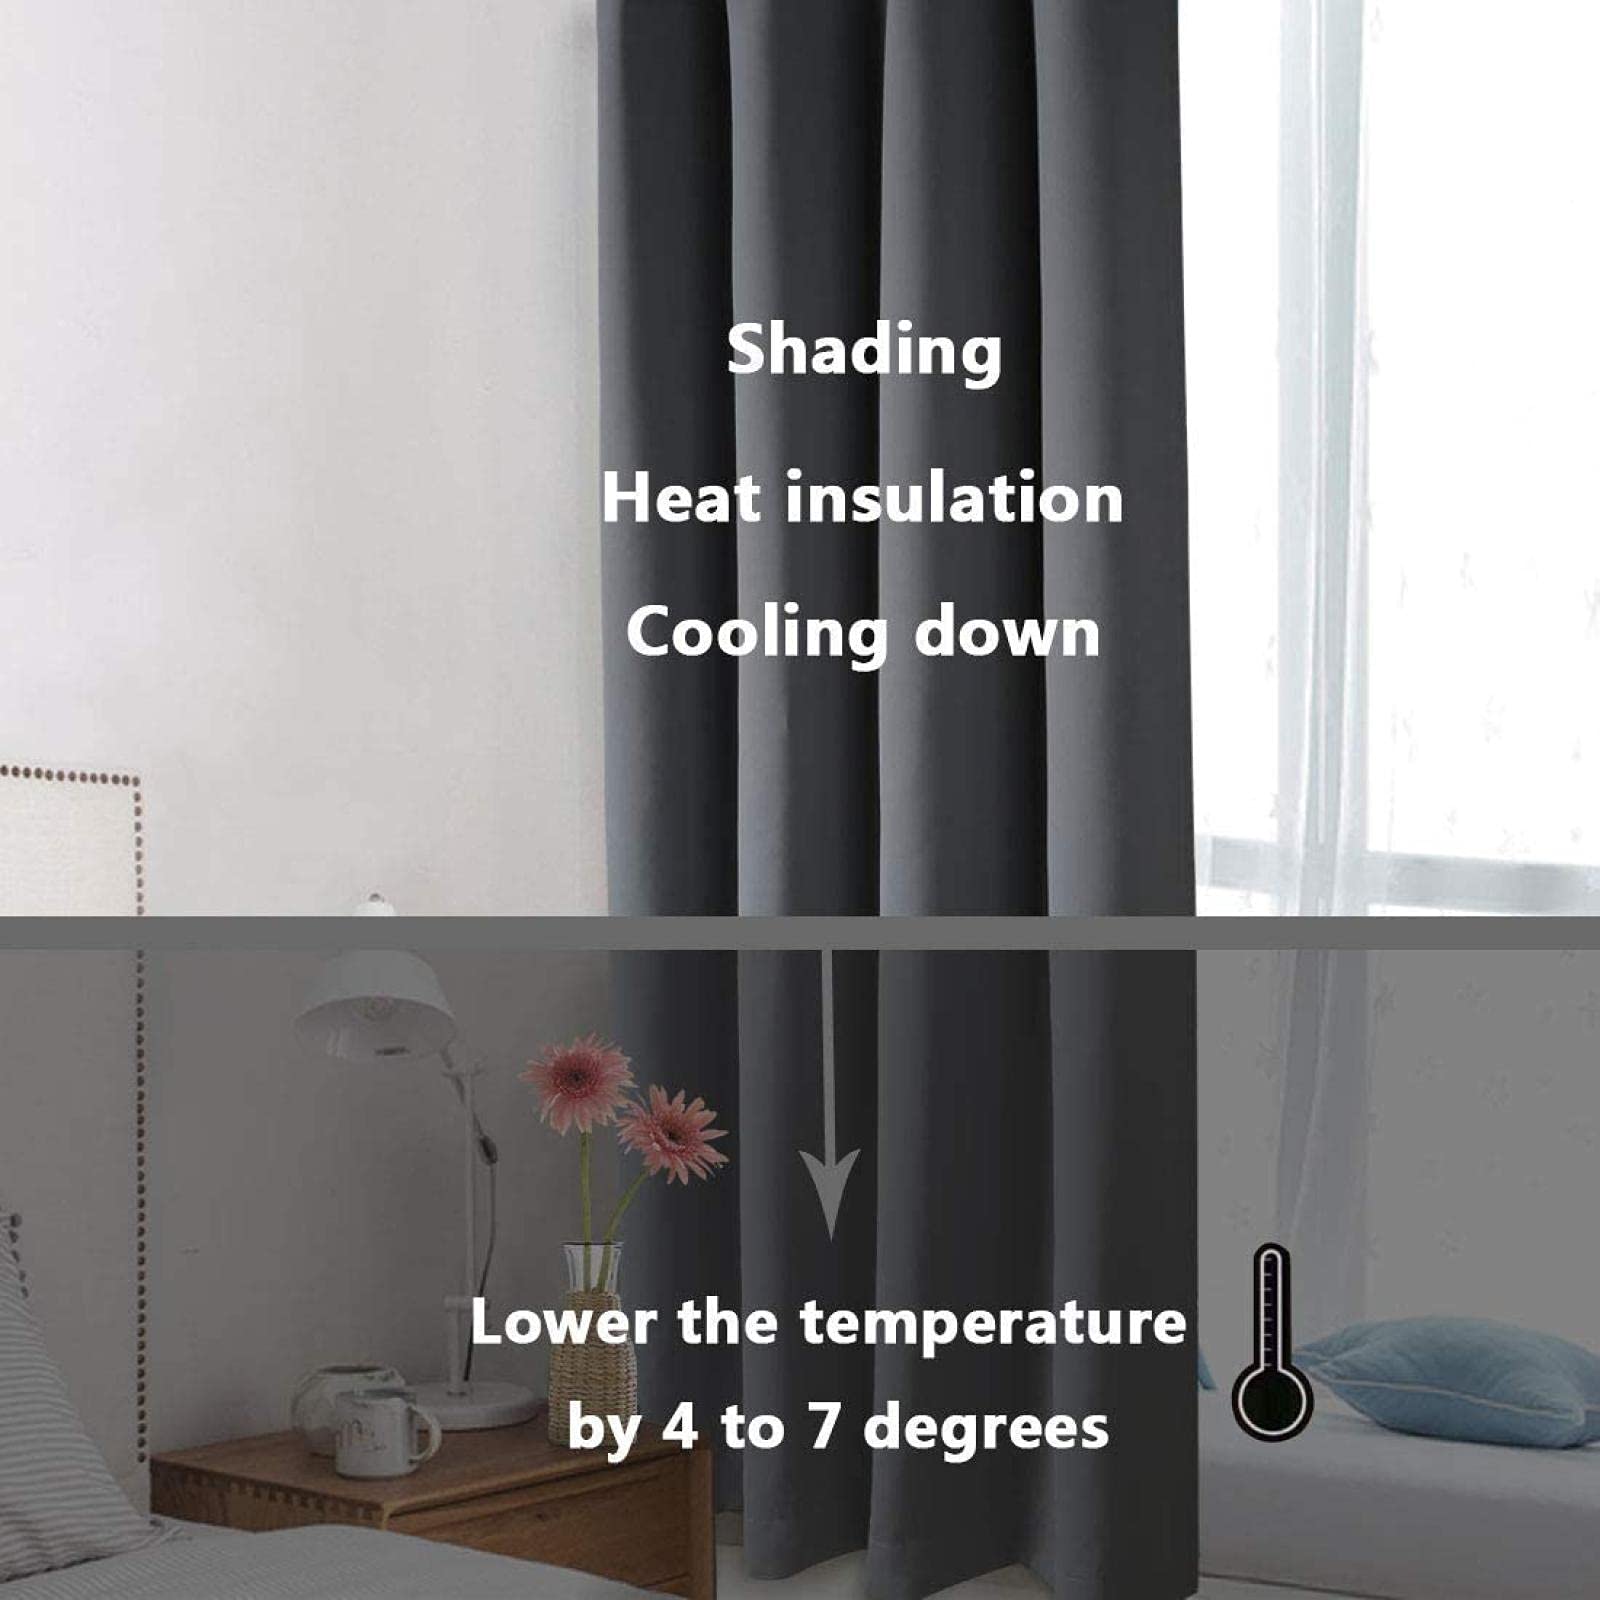 Shading
Heat insulation
Cooling down
Lower the temperature
by 4 to 7 degrees